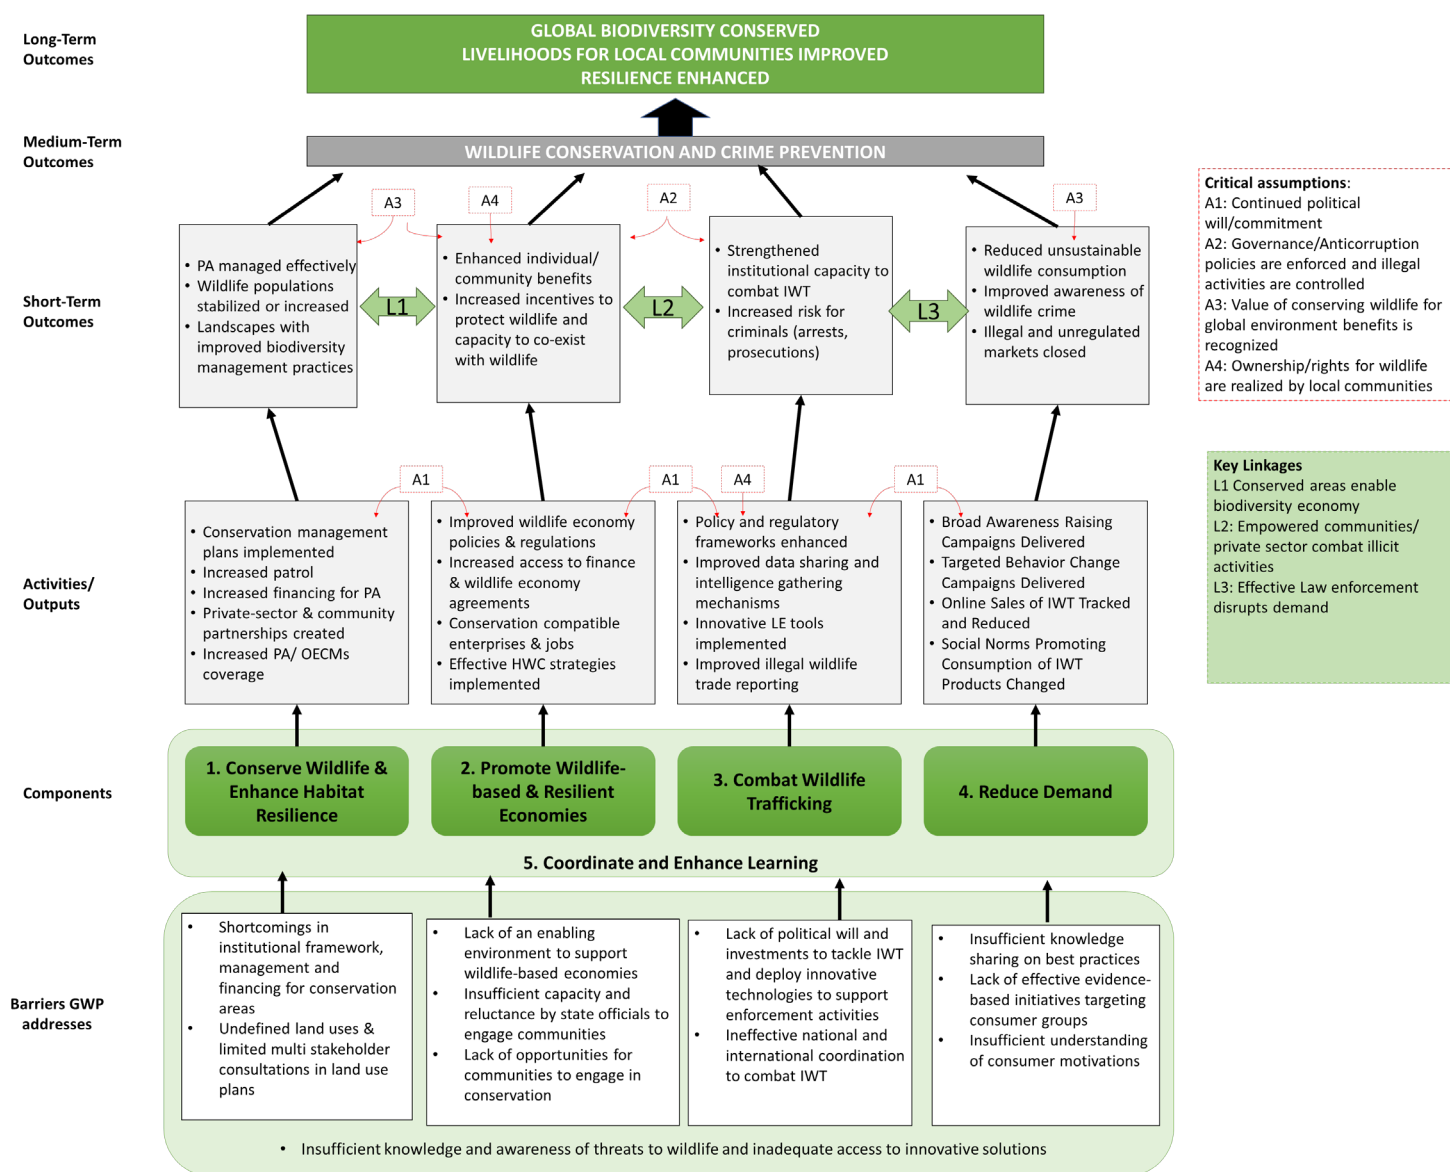 Long-Term
Outcomes
GLOBAL BIODIVERSITY CONSERVED
LIVELIHOODS FOR LOCAL COMMUNITIES IMPROVED
RESILIENCE ENHANCED
Medium-Term
Outcomes
WILDLIFE CONSERVATION AND CRIME PREVENTION
A3
A4
A2
A3
Short-Term
Outcomes
• PA managed effectively
• Wildlife populations
stabilized or increased
• Landscapes with
improved biodiversity
management practices
L1
• Enhanced individual/
community benefits
• Increased incentives to
protect wildlife and
capacity to co-exist
with wildlife
L2
• Strengthened
institutional capacity to
combat IWT
• Increased risk for
criminals (arrests,
prosecutions)
L3
• Reduced unsustainable
wildlife consumption
• Improved awareness of
wildlife crime
• Illegal and unregulated
markets closed
Critical assumptions:
A1: Continued political
will/commitment
A2: Governance/Anticorruption
policies are enforced and illegal
activities are controlled
A3: Value of conserving wildlife for
global environment benefits is
recognized
A4: Ownership/rights for wildlife
are realized by local communities
Key Linkages
L1 Conserved areas enable
biodiversity economy
L2: Empowered communities/
private sector combat illicit
activities
L3: Effective Law enforcement
disrupts demand
A1
A1
A4
A1
Activities/
Outputs
• Conservation management
plans implemented
• Increased patrol
• Increased financing for PA
• Private-sector & community
partnerships created
• Increased PA/ OECMs
coverage
• Improved wildlife economy
policies & regulations
• Increased access to finance
& wildlife economy
agreements
• Conservation compatible
enterprises & jobs
• Effective HWC strategies
implemented
• Policy and regulatory
frameworks enhanced
• Improved data sharing and
intelligence gathering
mechanisms
• Innovative LE tools
implemented
• Improved illegal wildlife
trade reporting
• Broad Awareness Raising
Campaigns Delivered
• Targeted Behavior Change
Campaigns Delivered
• Online Sales of IWT Tracked
and Reduced
• Social Norms Promoting
Consumption of IWT
Products Changed
Components
1. Conserve Wildlife &
Enhance Habitat
Resilience
2. Promote Wildlife-
based & Resilient
Economies
3. Combat Wildlife
Trafficking
4. Reduce Demand
5. Coordinate and Enhance Learning
Barriers GWP
addresses
• Shortcomings in
institutional framework,
management and
financing for conservation
areas
• Undefined land uses &
limited multi stakeholder
consultations in land use
plans
• Lack of an enabling
environment to support
wildlife-based economies
• Insufficient capacity and
reluctance by state officials to
engage communities
• Lack of opportunities for
communities to engage in
conservation
• Lack of political will and
investments to tackle IWT
and deploy innovative
technologies to support
enforcement activities
• Ineffective national and
international coordination
to combat IWT
• Insufficient knowledge
sharing on best practices
• Lack of effective evidence-
based initiatives targeting
consumer groups
• Insufficient understanding
of consumer motivations
• Insufficient knowledge and awareness of threats to wildlife and inadequate access to innovative solutions